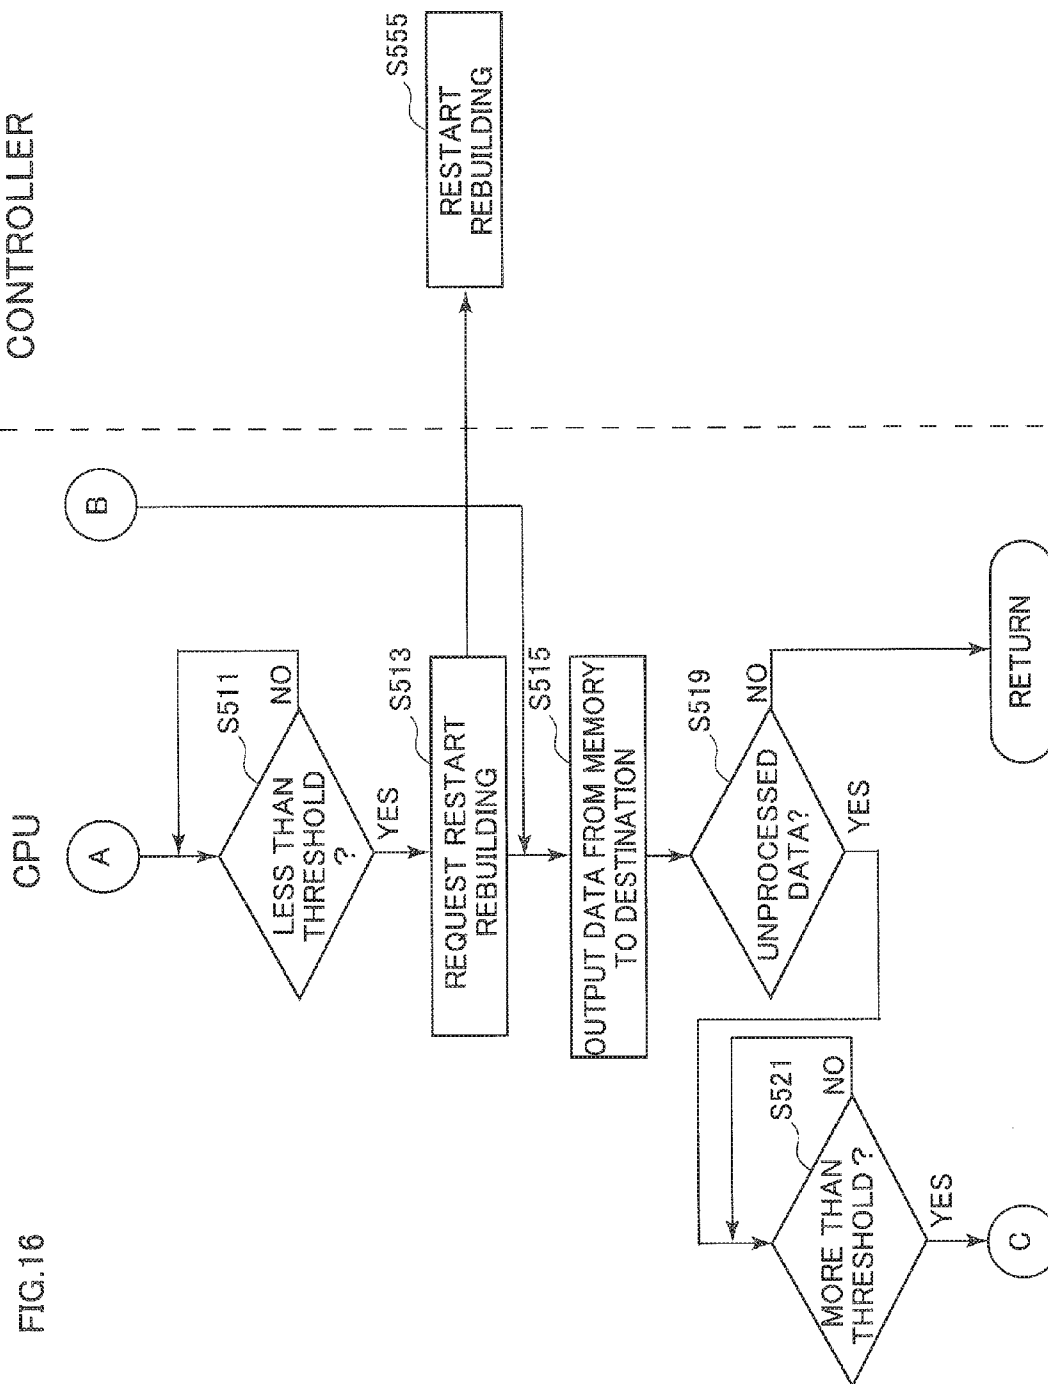 FIG.16
CPU
CONTROLLER
A
B
S511
LESS THAN
THRESHOLD
?
NO
YES
S513
REQUEST RESTART
REBUILDING
S555
RESTART
REBUILDING
S515
OUTPUT DATA FROM MEMORY
TO DESTINATION
S519
UNPROCESSED
DATA?
NO
YES
S521
MORE THAN
THRESHOLD ?
NO
YES
C
RETURN